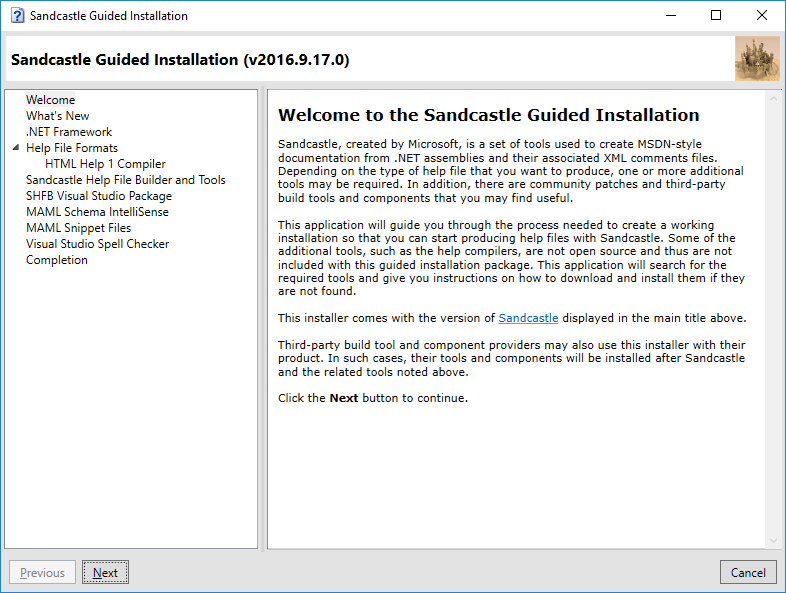 Sandcastle Guided Installation
Sandcastle Guided Installation (v2016.9.17.0)
Welcome
What's New
.NET Framework
Help File Formats
HTML Help 1 Compiler
Sandcastle Help File Builder and Tools
SHFB Visual Studio Package
MAML Schema IntelliSense
MAML Snippet Files
Visual Studio Spell Checker
Completion
Welcome to the Sandcastle Guided Installation
Sandcastle, created by Microsoft, is a set of tools used to create MSDN-style
documentation from .NET assemblies and their associated XML comments files.
Depending on the type of help file that you want to produce, one or more additional
tools may be required. In addition, there are community patches and third-party
build tools and components that you may find useful.
This application will guide you through the process needed to create a working
installation so that you can start producing help files with Sandcastle. Some of the
additional tools, such as the help compilers, are not open source and thus are not
included with this guided installation package. This application will search for the
required tools and give you instructions on how to download and install them if they
are not found.
This installer comes with the version of Sandcastle displayed in the main title above.
Third-party build tool and component providers may also use this installer with their
product. In such cases, their tools and components will be installed after Sandcastle
and the related tools noted above.
Click the Next button to continue.
Previous
Next
Cancel